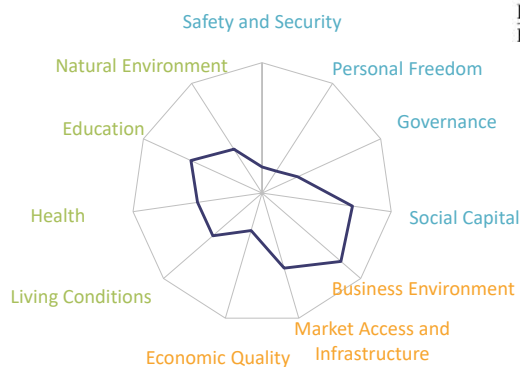 Safety and Security
Natural Environment
Personal Freedom
Education
Governance
Health
Social Capital
Living Conditions
Business Environment
Market Access and
Infrastructure
Economic Quality